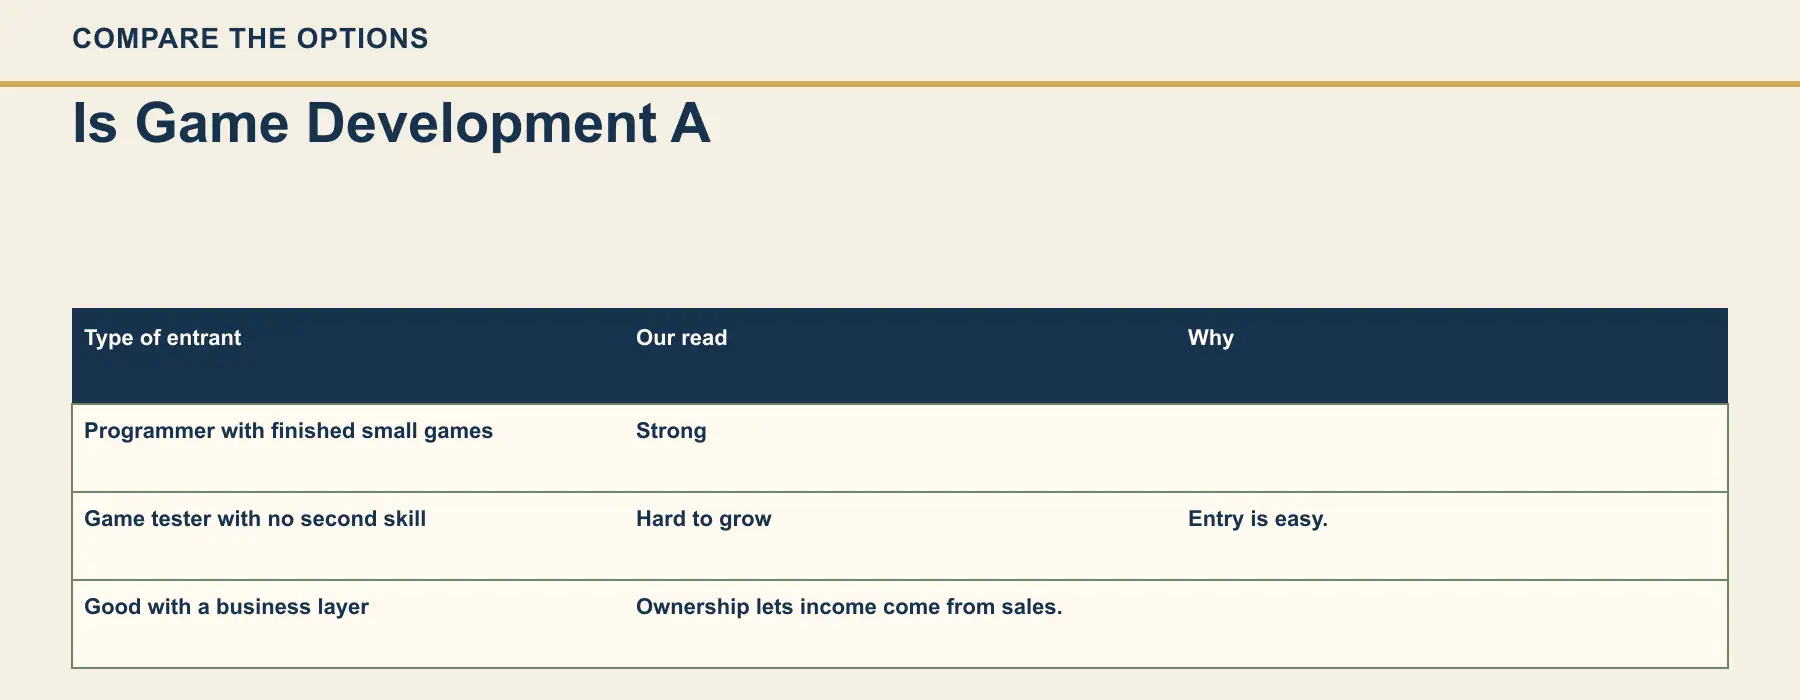 COMPARE THE OPTIONS
Is Game Development A
Type of entrant Our read Why
Programmer with finished small games Strong
Game tester with no second skill Hard to grow Entry is easy.
Good with a business layer Ownership lets income come from sales.